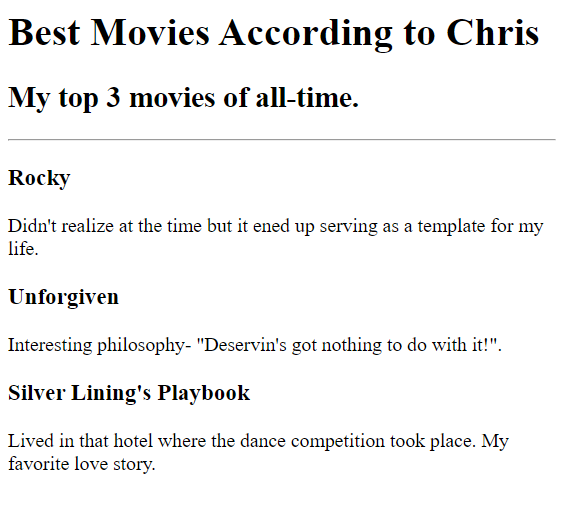 Best Movies According to Chris
My top 3 movies of all-time.
Rocky
Didn't realize at the time but it ened up serving as a template for my
life.
Unforgiven
Interesting philosophy- "Deservin's got nothing to do with it!".
Silver Lining's Playbook
Lived in that hotel where the dance competition took place. My
favorite love story.